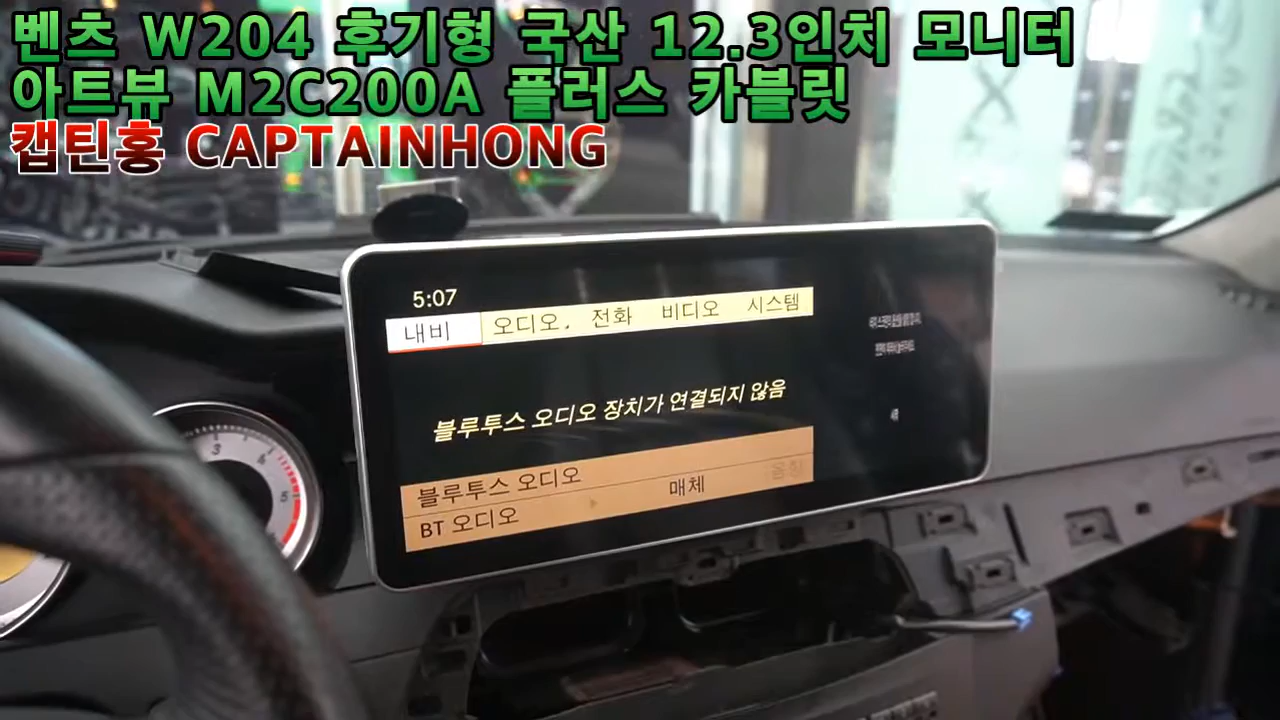 벤츠 W204 후기형 국산 12.3인치 모니터
아트뷰 M2C200A 플러스 카블릿
캡틴홍 CAPTAINHONG
5:07
내비 오디오. 전화 비디오 시스템
블루투스 오디오 장치가 연결되지 않음
블루투스 오디오
매체
BT 오디오